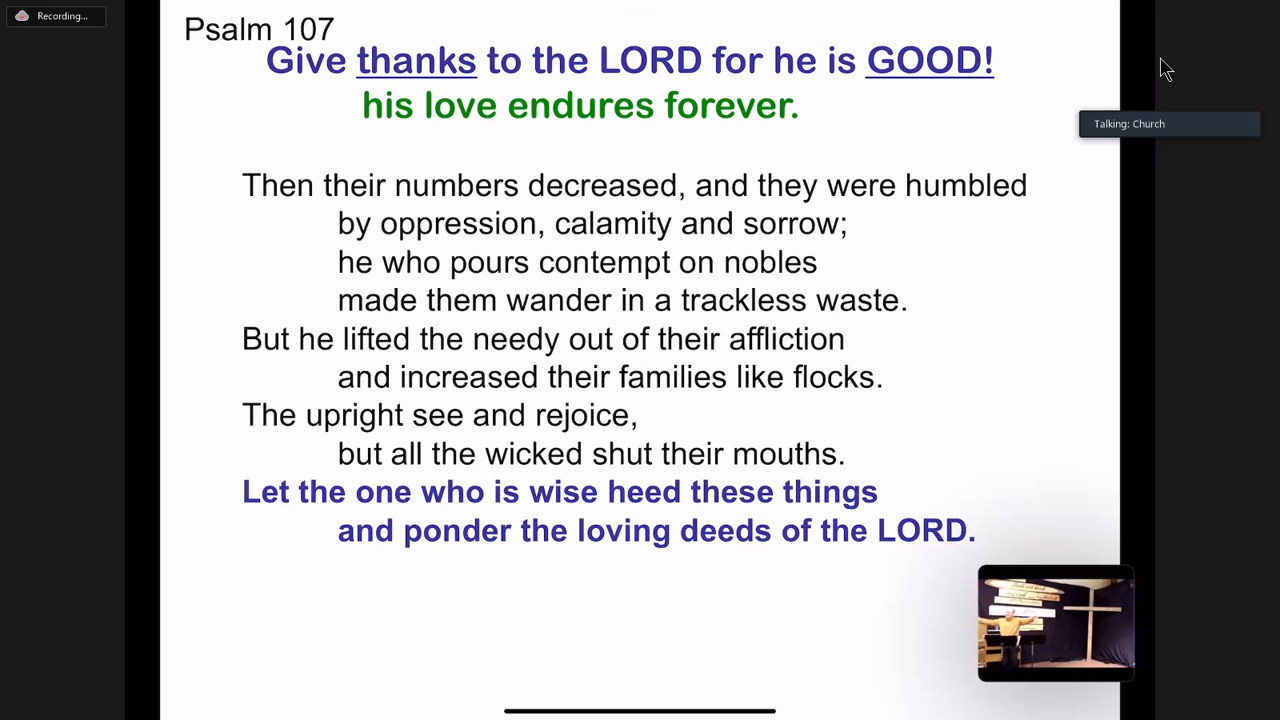 Recording...
Psalm 107
Give thanks to the LORD for he is GOOD!
his love endures forever.
Talking: Church
Then their numbers decreased, and they were humbled
by oppression, calamity and sorrow;
he who pours contempt on nobles
made them wander in a trackless waste.
But he lifted the needy out of their affliction
and increased their families like flocks.
The upright see and rejoice,
but all the wicked shut their mouths.
Let the one who is wise heed these things
and ponder the loving deeds of the LORD.